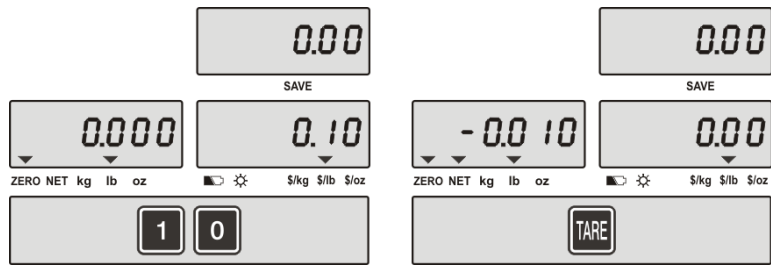 0.00 0.00
SAVE SAVE
0.000 0.10 -0.010 0.00
ZERO NET kg lb oz $/kg $/lb $/oz ZERO NET kg lb oz $/kg $/lb $/oz
1 0 TARE